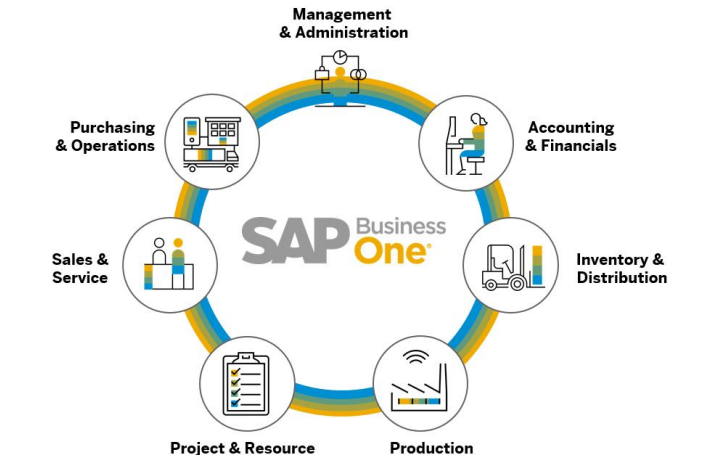 Management
& Administration
Purchasing
& Operations
Accounting
& Financials
SAP Business
One
Sales &
Service
Inventory &
Distribution
Project & Resource
Production